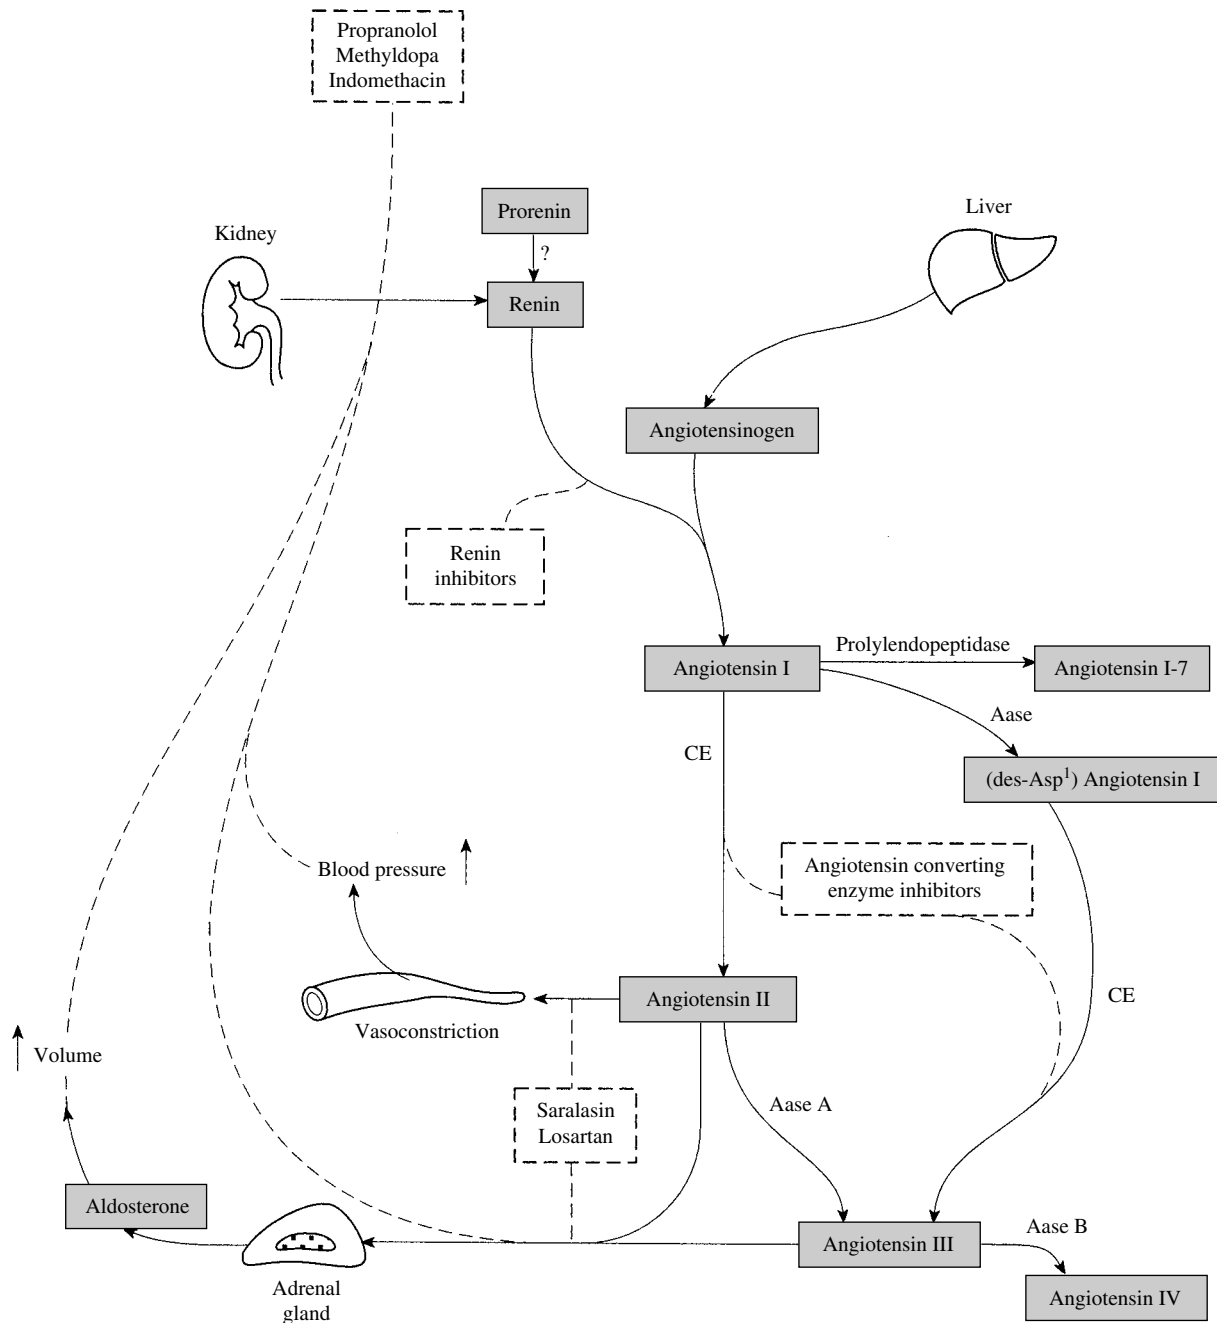 Propranolol
Methyldopa
Indomethacin
Prorenin
?
Liver
Kidney
Renin
Angiotensinogen
Renin
inhibitors
Prolylendopeptidase
Angiotensin I
Angiotensin I-7
Aase
CE
(des-Asp¹) Angiotensin I
Blood pressure
Angiotensin converting
enzyme inhibitors
Angiotensin II
CE
Vasoconstriction
Volume
Saralasin
Losartan
Aase A
Aldosterone
Angiotensin III
Aase B
Adrenal
gland
Angiotensin IV